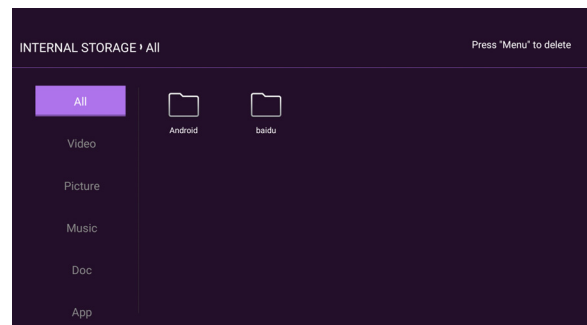 INTERNAL STORAGE All
Press "Menu" to delete
All
Video
Picture
Music
Doc
App
Android
baidu